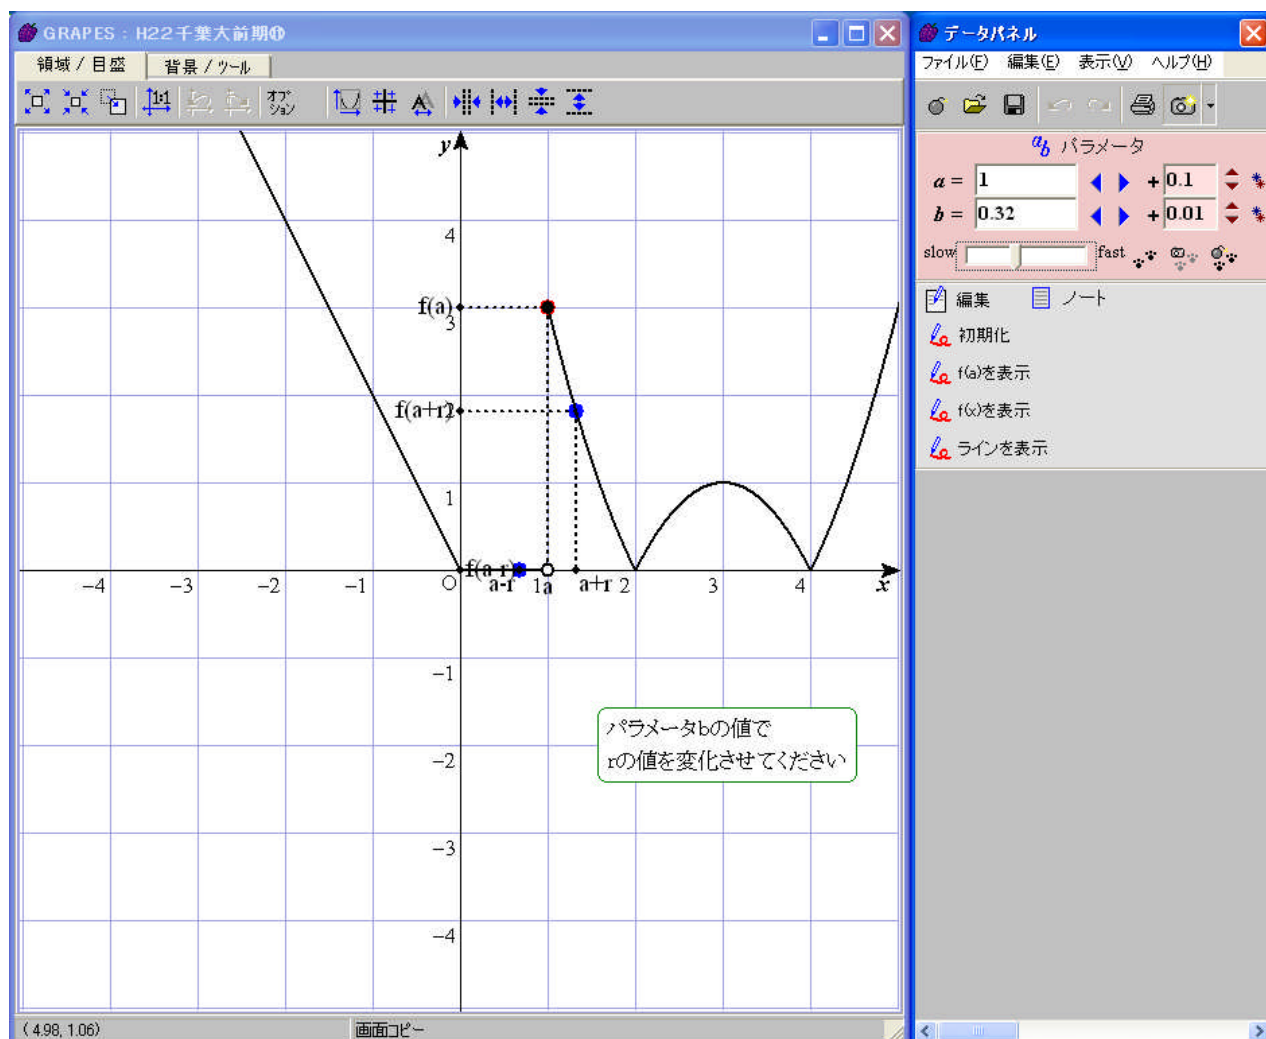 GRAPES : H22千葉大前期①
領域 / 目盛 背景 / ツール
1:1 オプション
y
4
f(a)
3
f(a+r)
2
1
f(a-r)
-4 -3 -2 -1 O a-r 1 a a+r 2 3 4 x
-1
パラメータbの値で
rの値を変化させてください
-2
-3
-4
( 4.98, 1.06) 画面コピー
データパネル
ファイル(F) 編集(E) 表示(V) ヘルプ(H)
ab パラメータ
a = 1 + 0.1
b = 0.32 + 0.01
slow fast
編集 ノート
初期化
f(a)を表示
f(x)を表示
ラインを表示